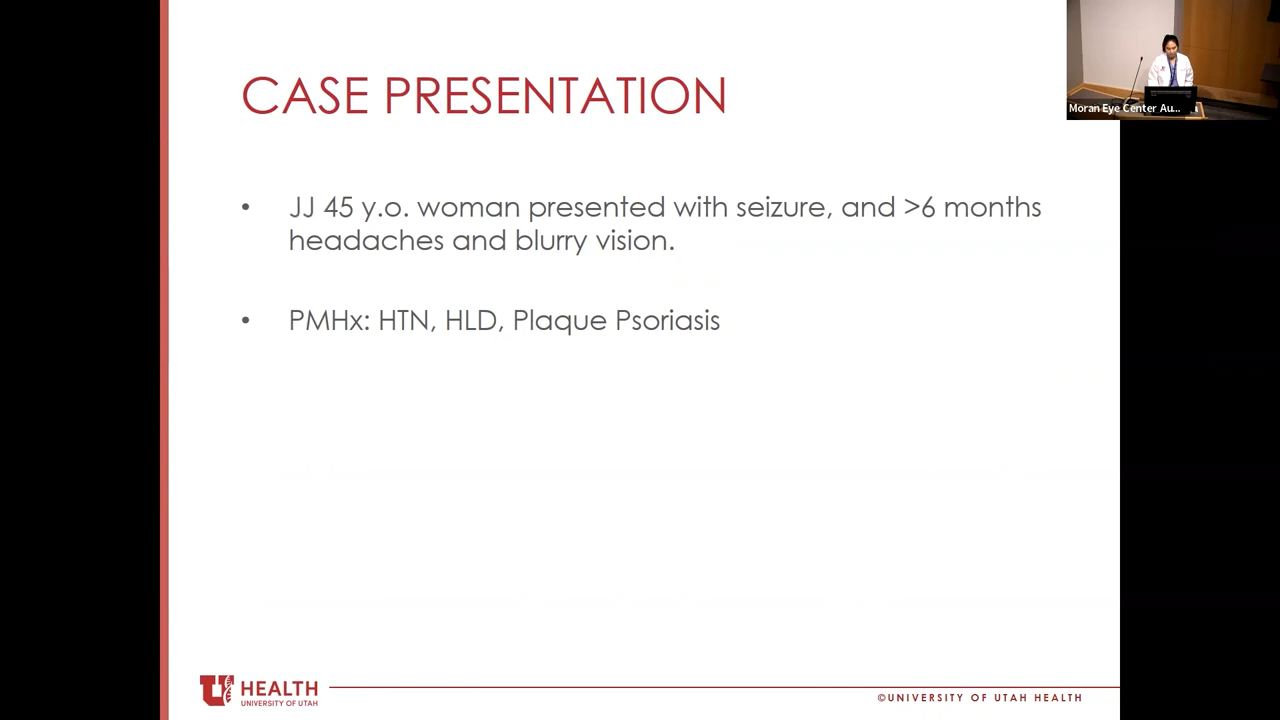 CASE PRESENTATION
Moran Eye Center Au...
• JJ 45 y.o. woman presented with seizure, and >6 months
headaches and blurry vision.
• PMHx: HTN, HLD, Plaque Psoriasis
U HEALTH
UNIVERSITY OF UTAH
©UNIVERSITY OF UTAH HEALTH